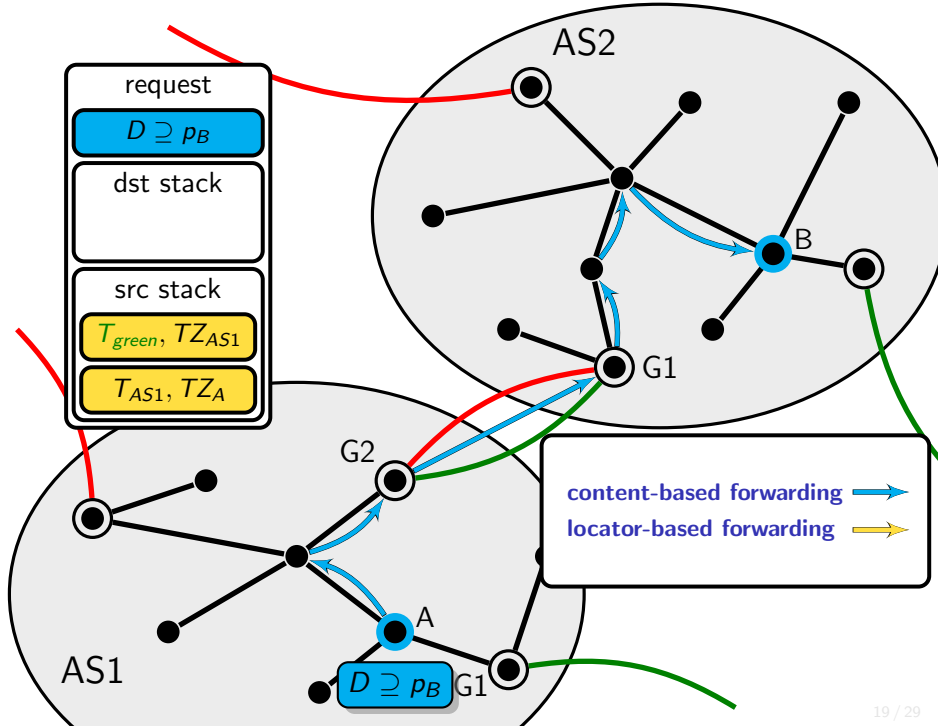 AS2
request
D ⊇ p_B
dst stack
src stack
T_green, TZ_AS1
T_AS1, TZ_A
B
G1
G2
content-based forwarding
locator-based forwarding
A
AS1
D ⊇ p_B
G1
19 / 29